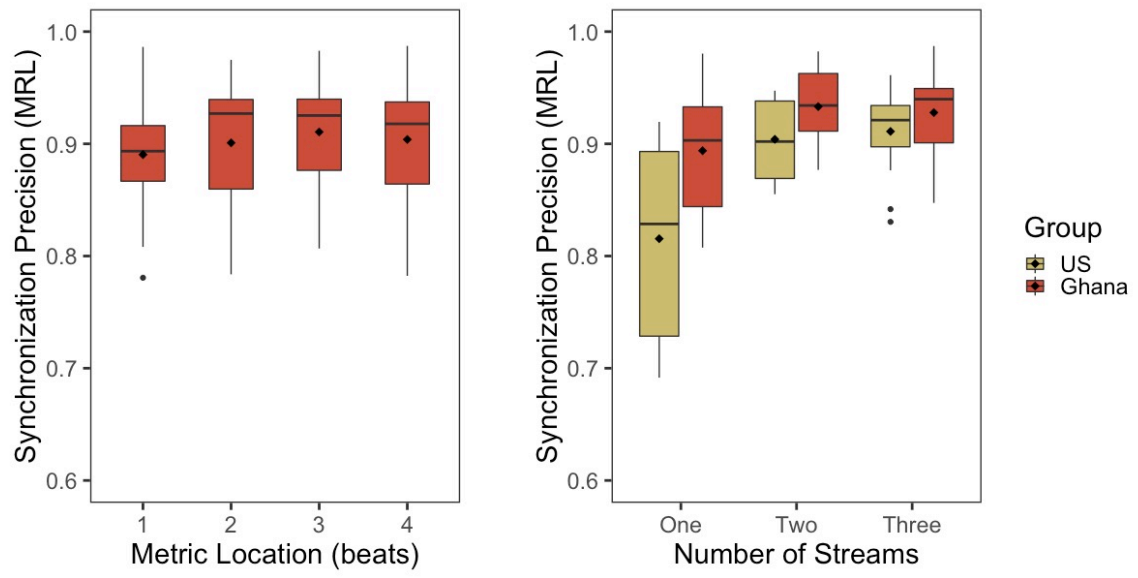 Synchronization Precision (MRL)
1.0
0.9
0.8
0.7
0.6
1 2 3 4
Metric Location (beats)
Synchronization Precision (MRL)
1.0
0.9
0.8
0.7
0.6
One Two Three
Number of Streams
Group
US
Ghana